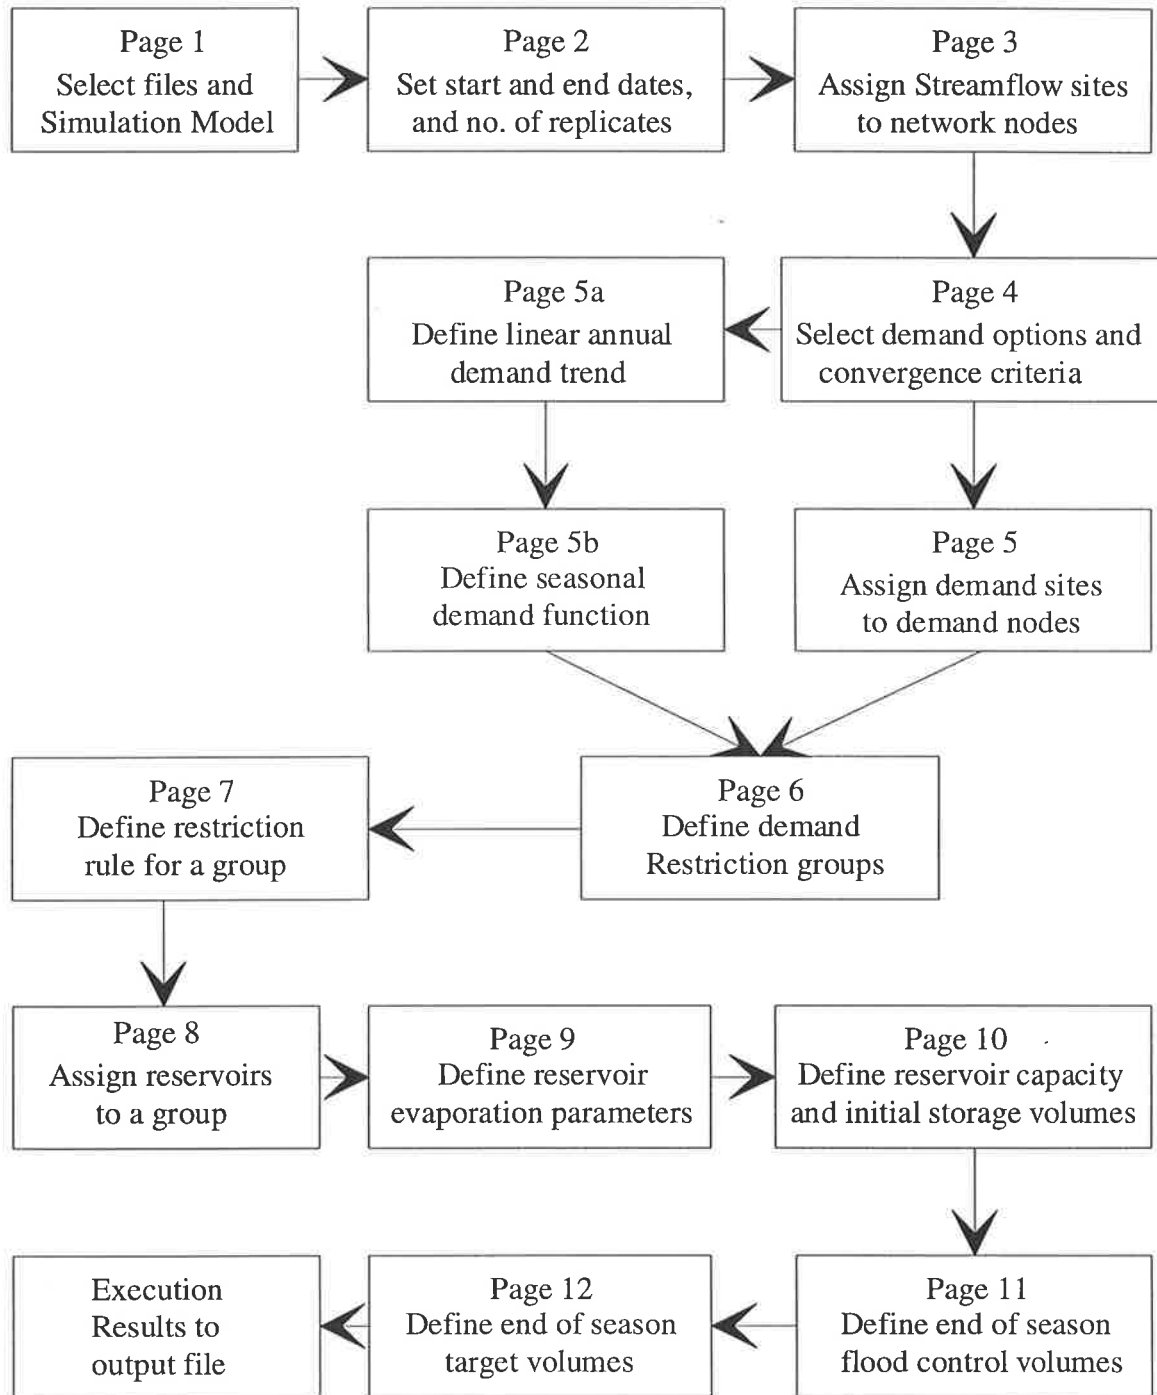 Page 1
Select files and
Simulation Model
Page 2
Set start and end dates,
and no. of replicates
Page 3
Assign Streamflow sites
to network nodes
Page 5a
Define linear annual
demand trend
Page 4
Select demand options and
convergence criteria
Page 5b
Define seasonal
demand function
Page 5
Assign demand sites
to demand nodes
Page 7
Define restriction
rule for a group
Page 6
Define demand
Restriction groups
Page 8
Assign reservoirs
to a group
Page 9
Define reservoir
evaporation parameters
Page 10
Define reservoir capacity
and initial storage volumes
Execution
Results to
output file
Page 12
Define end of season
target volumes
Page 11
Define end of season
flood control volumes